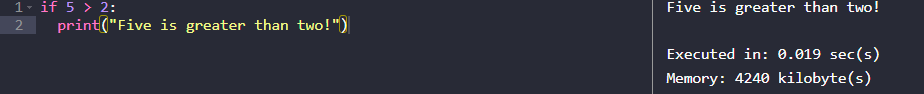 1 if 5 > 2:
2 print("Five is greater than two!")
Five is greater than two!
Executed in: 0.019 sec(s)
Memory: 4240 kilobyte(s)